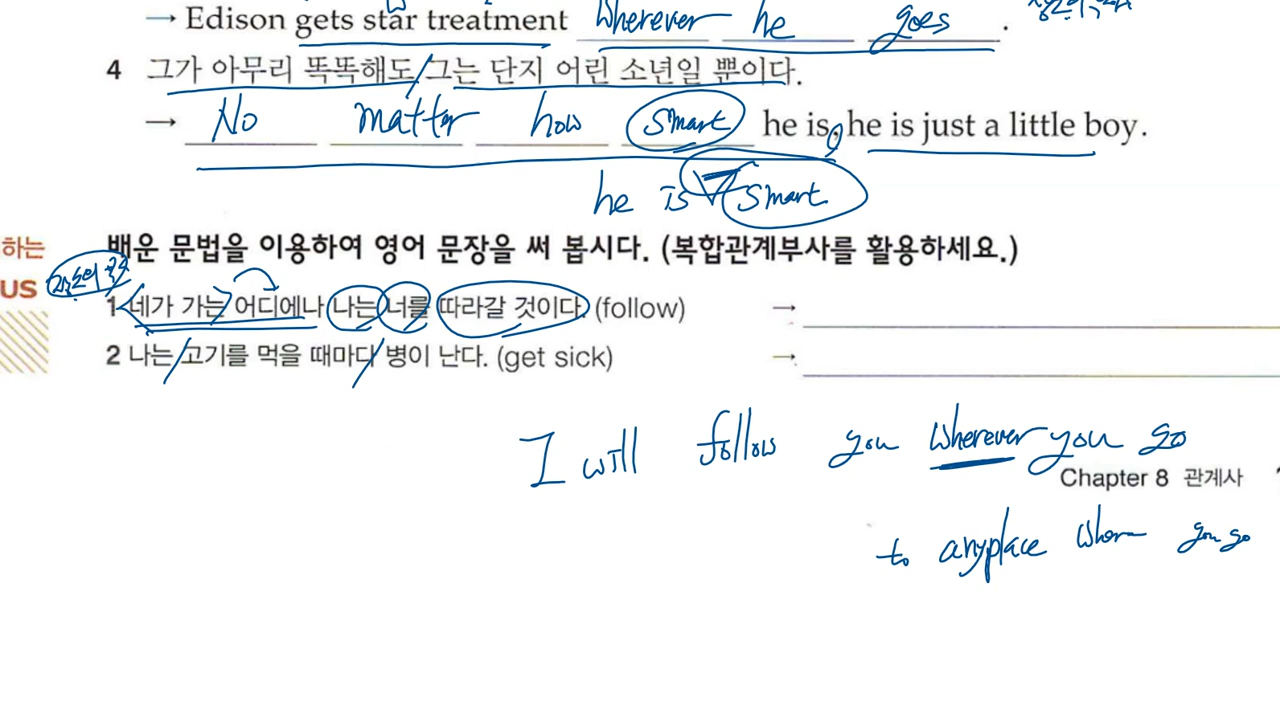 → Edison gets star treatment wherever he goes .
4 그가 아무리 똑똑해도/그는 단지 어린 소년일 뿐이다.
→ No matter how smart he is, he is just a little boy.
he is smart
하는 배운 문법을 이용하여 영어 문장을 써 봅시다. (복합관계부사를 활용하세요.)
US
1 네가 가는 어디에나 나는 너를 따라갈 것이다. (follow) →
2 나는/고기를 먹을 때마다/병이 난다. (get sick) →
I will follow you wherever you go
Chapter 8 관계사
to anyplace where you go